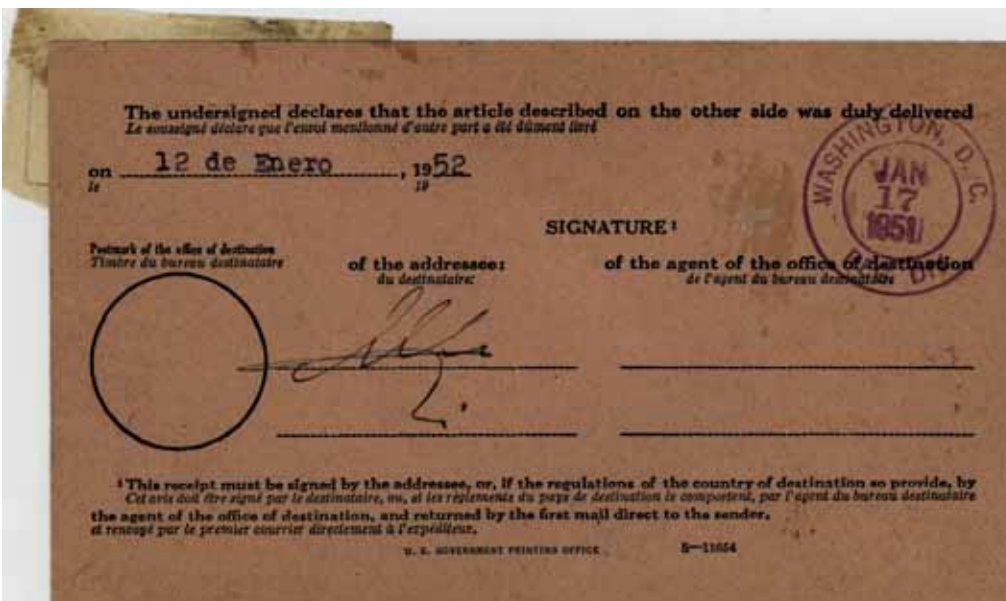 The undersigned declares that the article described on the other side was duly delivered
Le soussigné déclare que l'envoi mentionné d'autre part a été dûment livré
on 12 de Enero, 1952
le 19
WASHINGTON, D. C.
JAN
17
1951
SIGNATURE¹
Postmark of the office of destination
Timbre du bureau destinataire
of the addressee:
du destinataire:
of the agent of the office of destination
de l'agent du bureau destinataire
¹ This receipt must be signed by the addressee, or, if the regulations of the country of destination so provide, by
Cet avis doit être signé par le destinataire, ou, si les règlements du pays de destination le comportent, par l'agent du bureau destinataire
the agent of the office of destination, and returned by the first mail direct to the sender.
et renvoyé par le premier courrier directement à l'expéditeur.
U. S. GOVERNMENT PRINTING OFFICE 5—11654